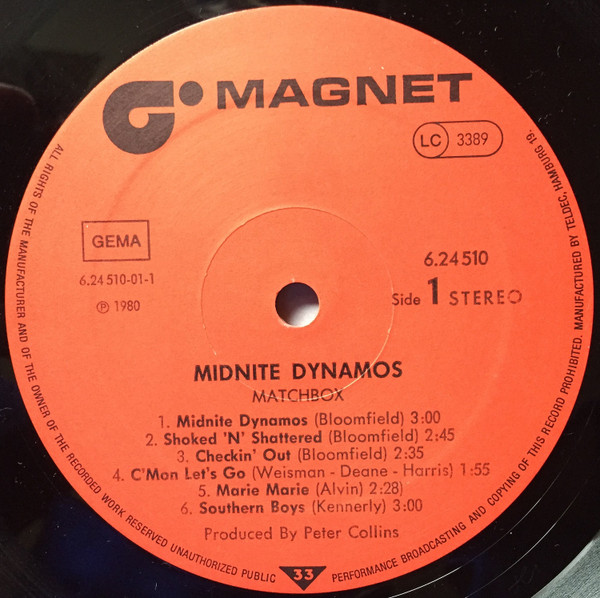 MAGNET
LC 3389
GEMA
6.24 510
6.24 510-01-1
Side 1 STEREO
℗ 1980
MIDNITE DYNAMOS
MATCHBOX
1. Midnite Dynamos (Bloomfield) 3:00
2. Shoked 'N' Shattered (Bloomfield) 2:45
3. Checkin' Out (Bloomfield) 2:35
4. C'Mon Let's Go (Weisman - Deane - Harris) 1:55
5. Marie Marie (Alvin) 2:28)
6. Southern Boys (Kennerly) 3:00
Produced By Peter Collins
33
ALL RIGHTS OF THE MANUFACTURER AND OF THE OWNER OF THE RECORDED WORK RESERVED UNAUTHORIZED PUBLIC PERFORMANCE BROADCASTING AND COPYING OF THIS RECORD PROHIBITED. MANUFACTURED BY TELDEC, HAMBURG 19.